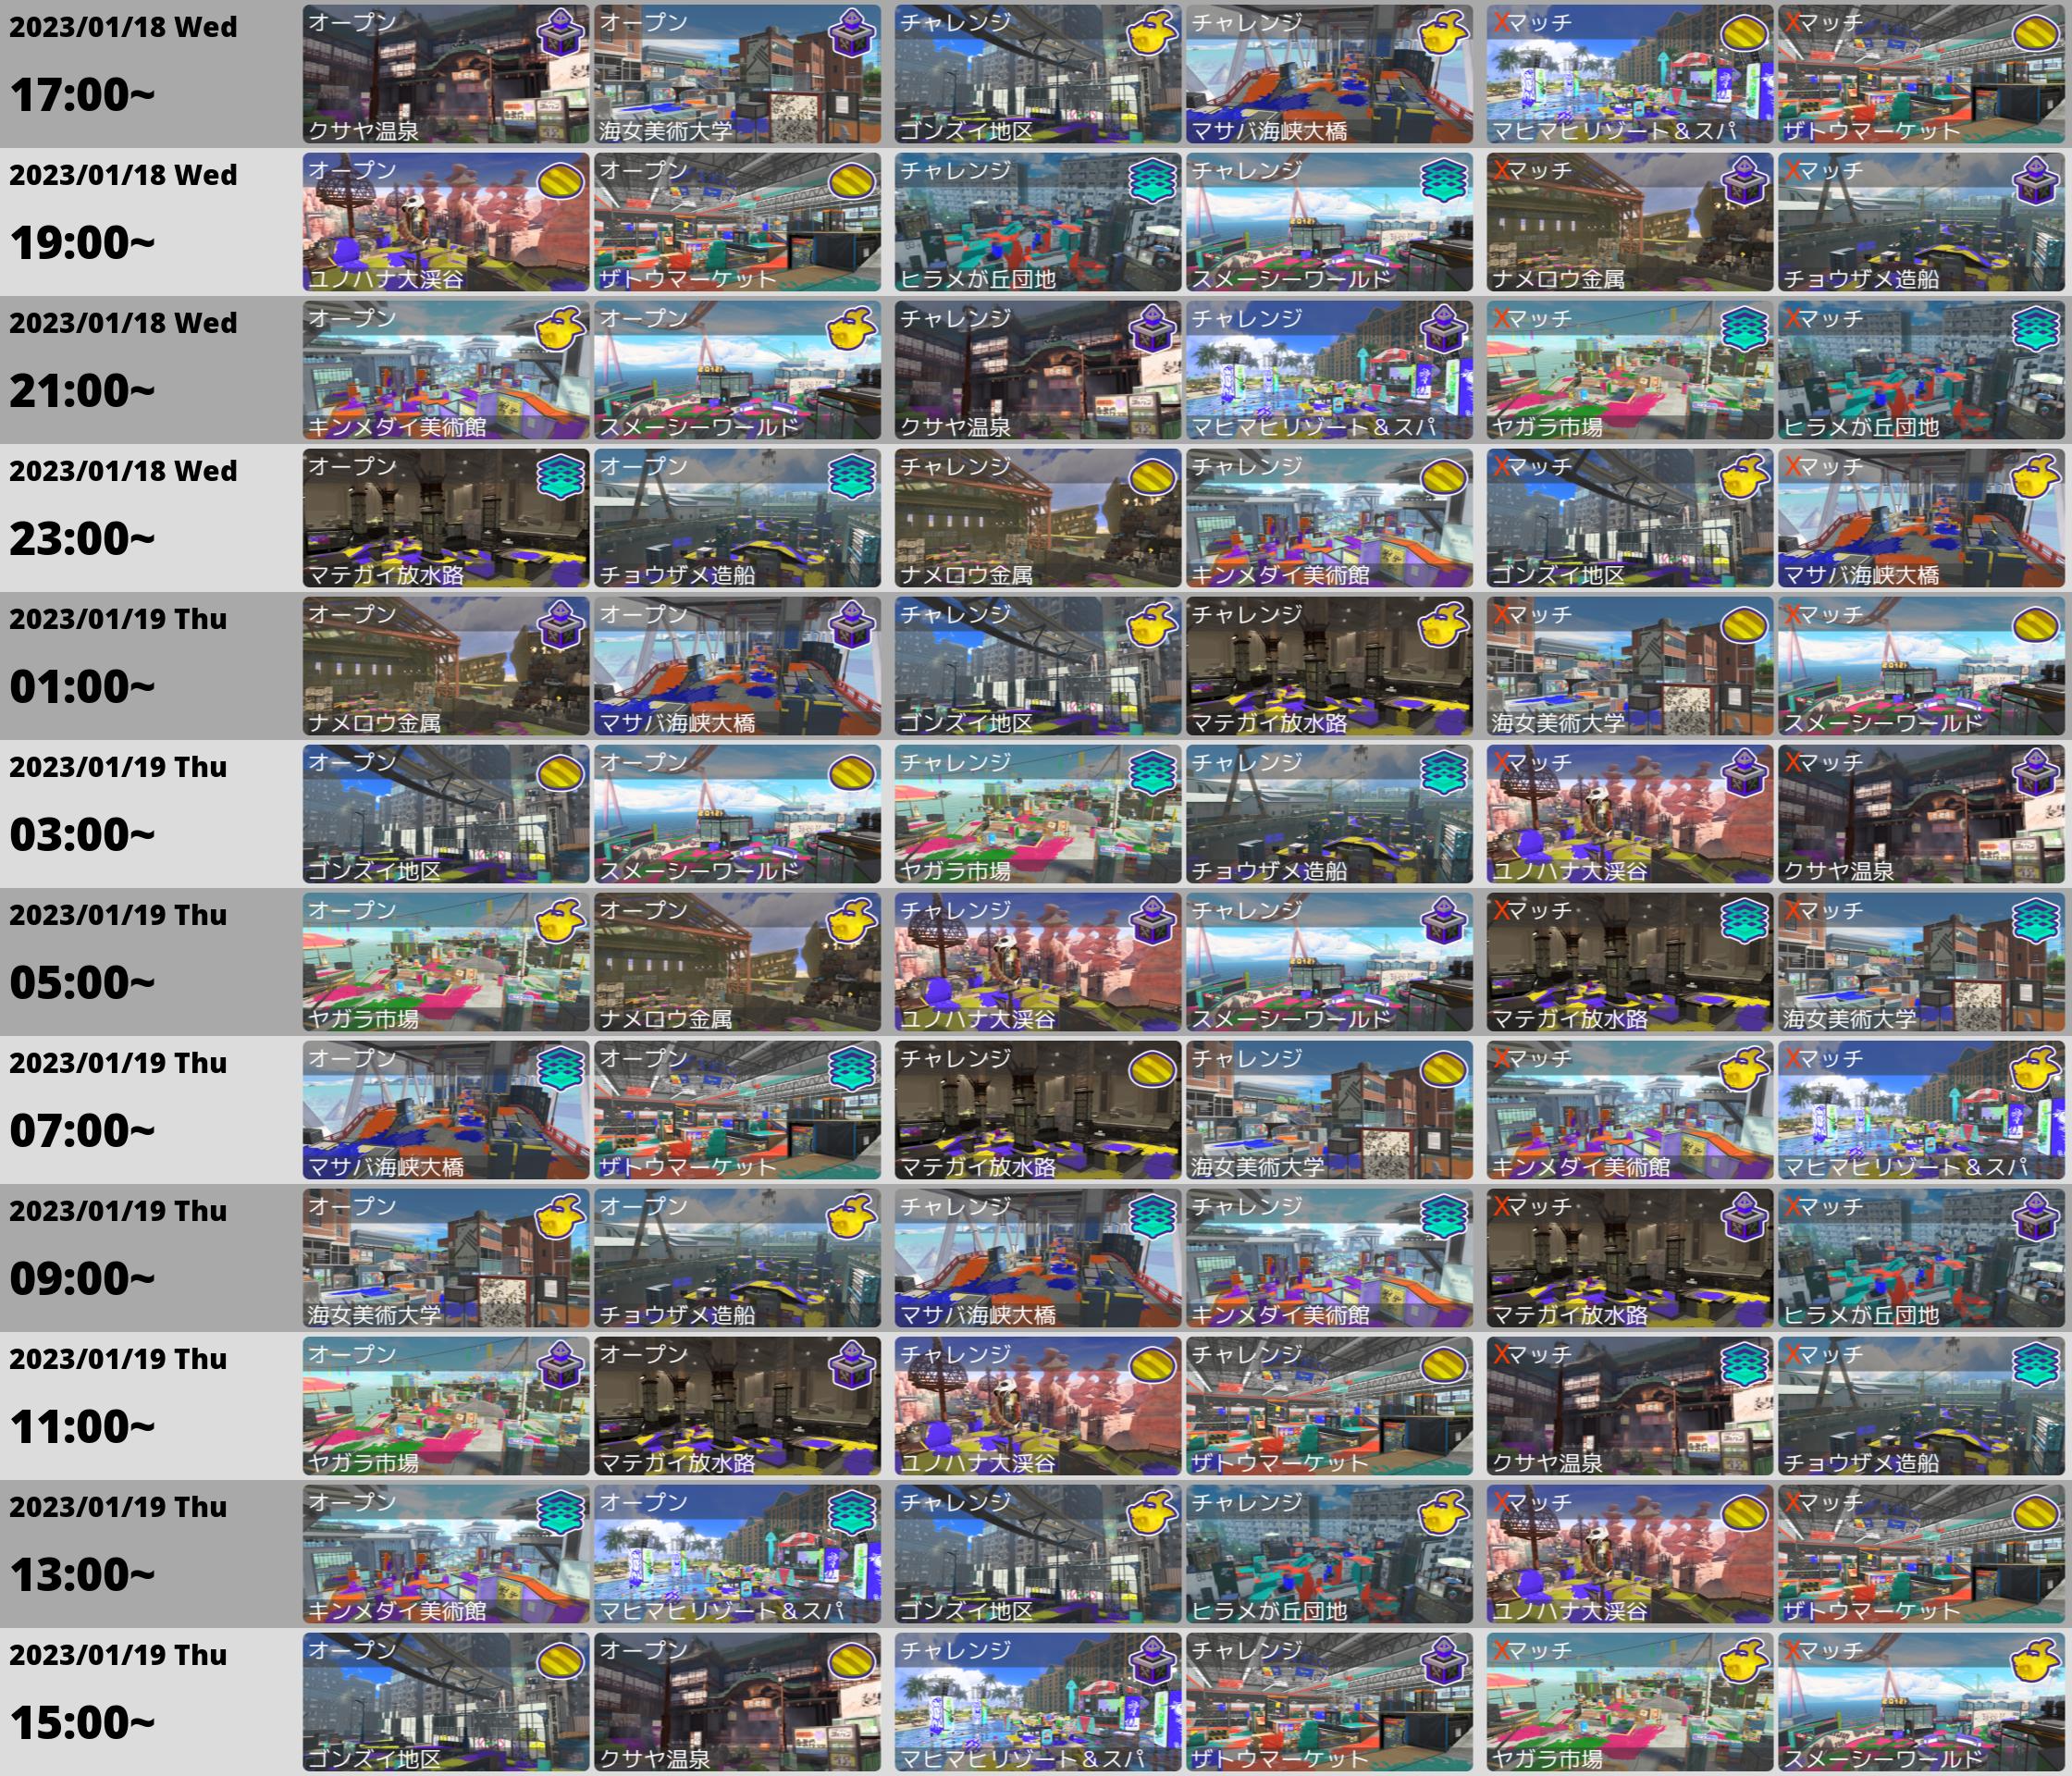 2023/01/18 Wed
17:00~
オープン オープン チャレンジ チャレンジ Xマッチ Xマッチ
クサヤ温泉 海女美術大学 ゴンズイ地区 マサバ海峡大橋 マヒマヒリゾート＆スパ ザトウマーケット
2023/01/18 Wed
19:00~
オープン オープン チャレンジ チャレンジ Xマッチ Xマッチ
ユノハナ大渓谷 ザトウマーケット ヒラメが丘団地 スメーシーワールド ナメロウ金属 チョウザメ造船
2023/01/18 Wed
21:00~
オープン オープン チャレンジ チャレンジ Xマッチ Xマッチ
キンメダイ美術館 スメーシーワールド クサヤ温泉 マヒマヒリゾート＆スパ ヤガラ市場 ヒラメが丘団地
2023/01/18 Wed
23:00~
オープン オープン チャレンジ チャレンジ Xマッチ Xマッチ
マテガイ放水路 チョウザメ造船 ナメロウ金属 キンメダイ美術館 ゴンズイ地区 マサバ海峡大橋
2023/01/19 Thu
01:00~
オープン オープン チャレンジ チャレンジ Xマッチ Xマッチ
ナメロウ金属 マサバ海峡大橋 ゴンズイ地区 マテガイ放水路 海女美術大学 スメーシーワールド
2023/01/19 Thu
03:00~
オープン オープン チャレンジ チャレンジ Xマッチ Xマッチ
ゴンズイ地区 スメーシーワールド ヤガラ市場 チョウザメ造船 ユノハナ大渓谷 クサヤ温泉
2023/01/19 Thu
05:00~
オープン オープン チャレンジ チャレンジ Xマッチ Xマッチ
ヤガラ市場 ナメロウ金属 ユノハナ大渓谷 スメーシーワールド マテガイ放水路 海女美術大学
2023/01/19 Thu
07:00~
オープン オープン チャレンジ チャレンジ Xマッチ Xマッチ
マサバ海峡大橋 ザトウマーケット マテガイ放水路 海女美術大学 キンメダイ美術館 マヒマヒリゾート＆スパ
2023/01/19 Thu
09:00~
オープン オープン チャレンジ チャレンジ Xマッチ Xマッチ
海女美術大学 チョウザメ造船 マサバ海峡大橋 キンメダイ美術館 マテガイ放水路 ヒラメが丘団地
2023/01/19 Thu
11:00~
オープン オープン チャレンジ チャレンジ Xマッチ Xマッチ
ヤガラ市場 マテガイ放水路 ユノハナ大渓谷 ザトウマーケット クサヤ温泉 チョウザメ造船
2023/01/19 Thu
13:00~
オープン オープン チャレンジ チャレンジ Xマッチ Xマッチ
キンメダイ美術館 マヒマヒリゾート＆スパ ゴンズイ地区 ヒラメが丘団地 ユノハナ大渓谷 ザトウマーケット
2023/01/19 Thu
15:00~
オープン オープン チャレンジ チャレンジ Xマッチ Xマッチ
ゴンズイ地区 クサヤ温泉 マヒマヒリゾート＆スパ ザトウマーケット ヤガラ市場 スメーシーワールド